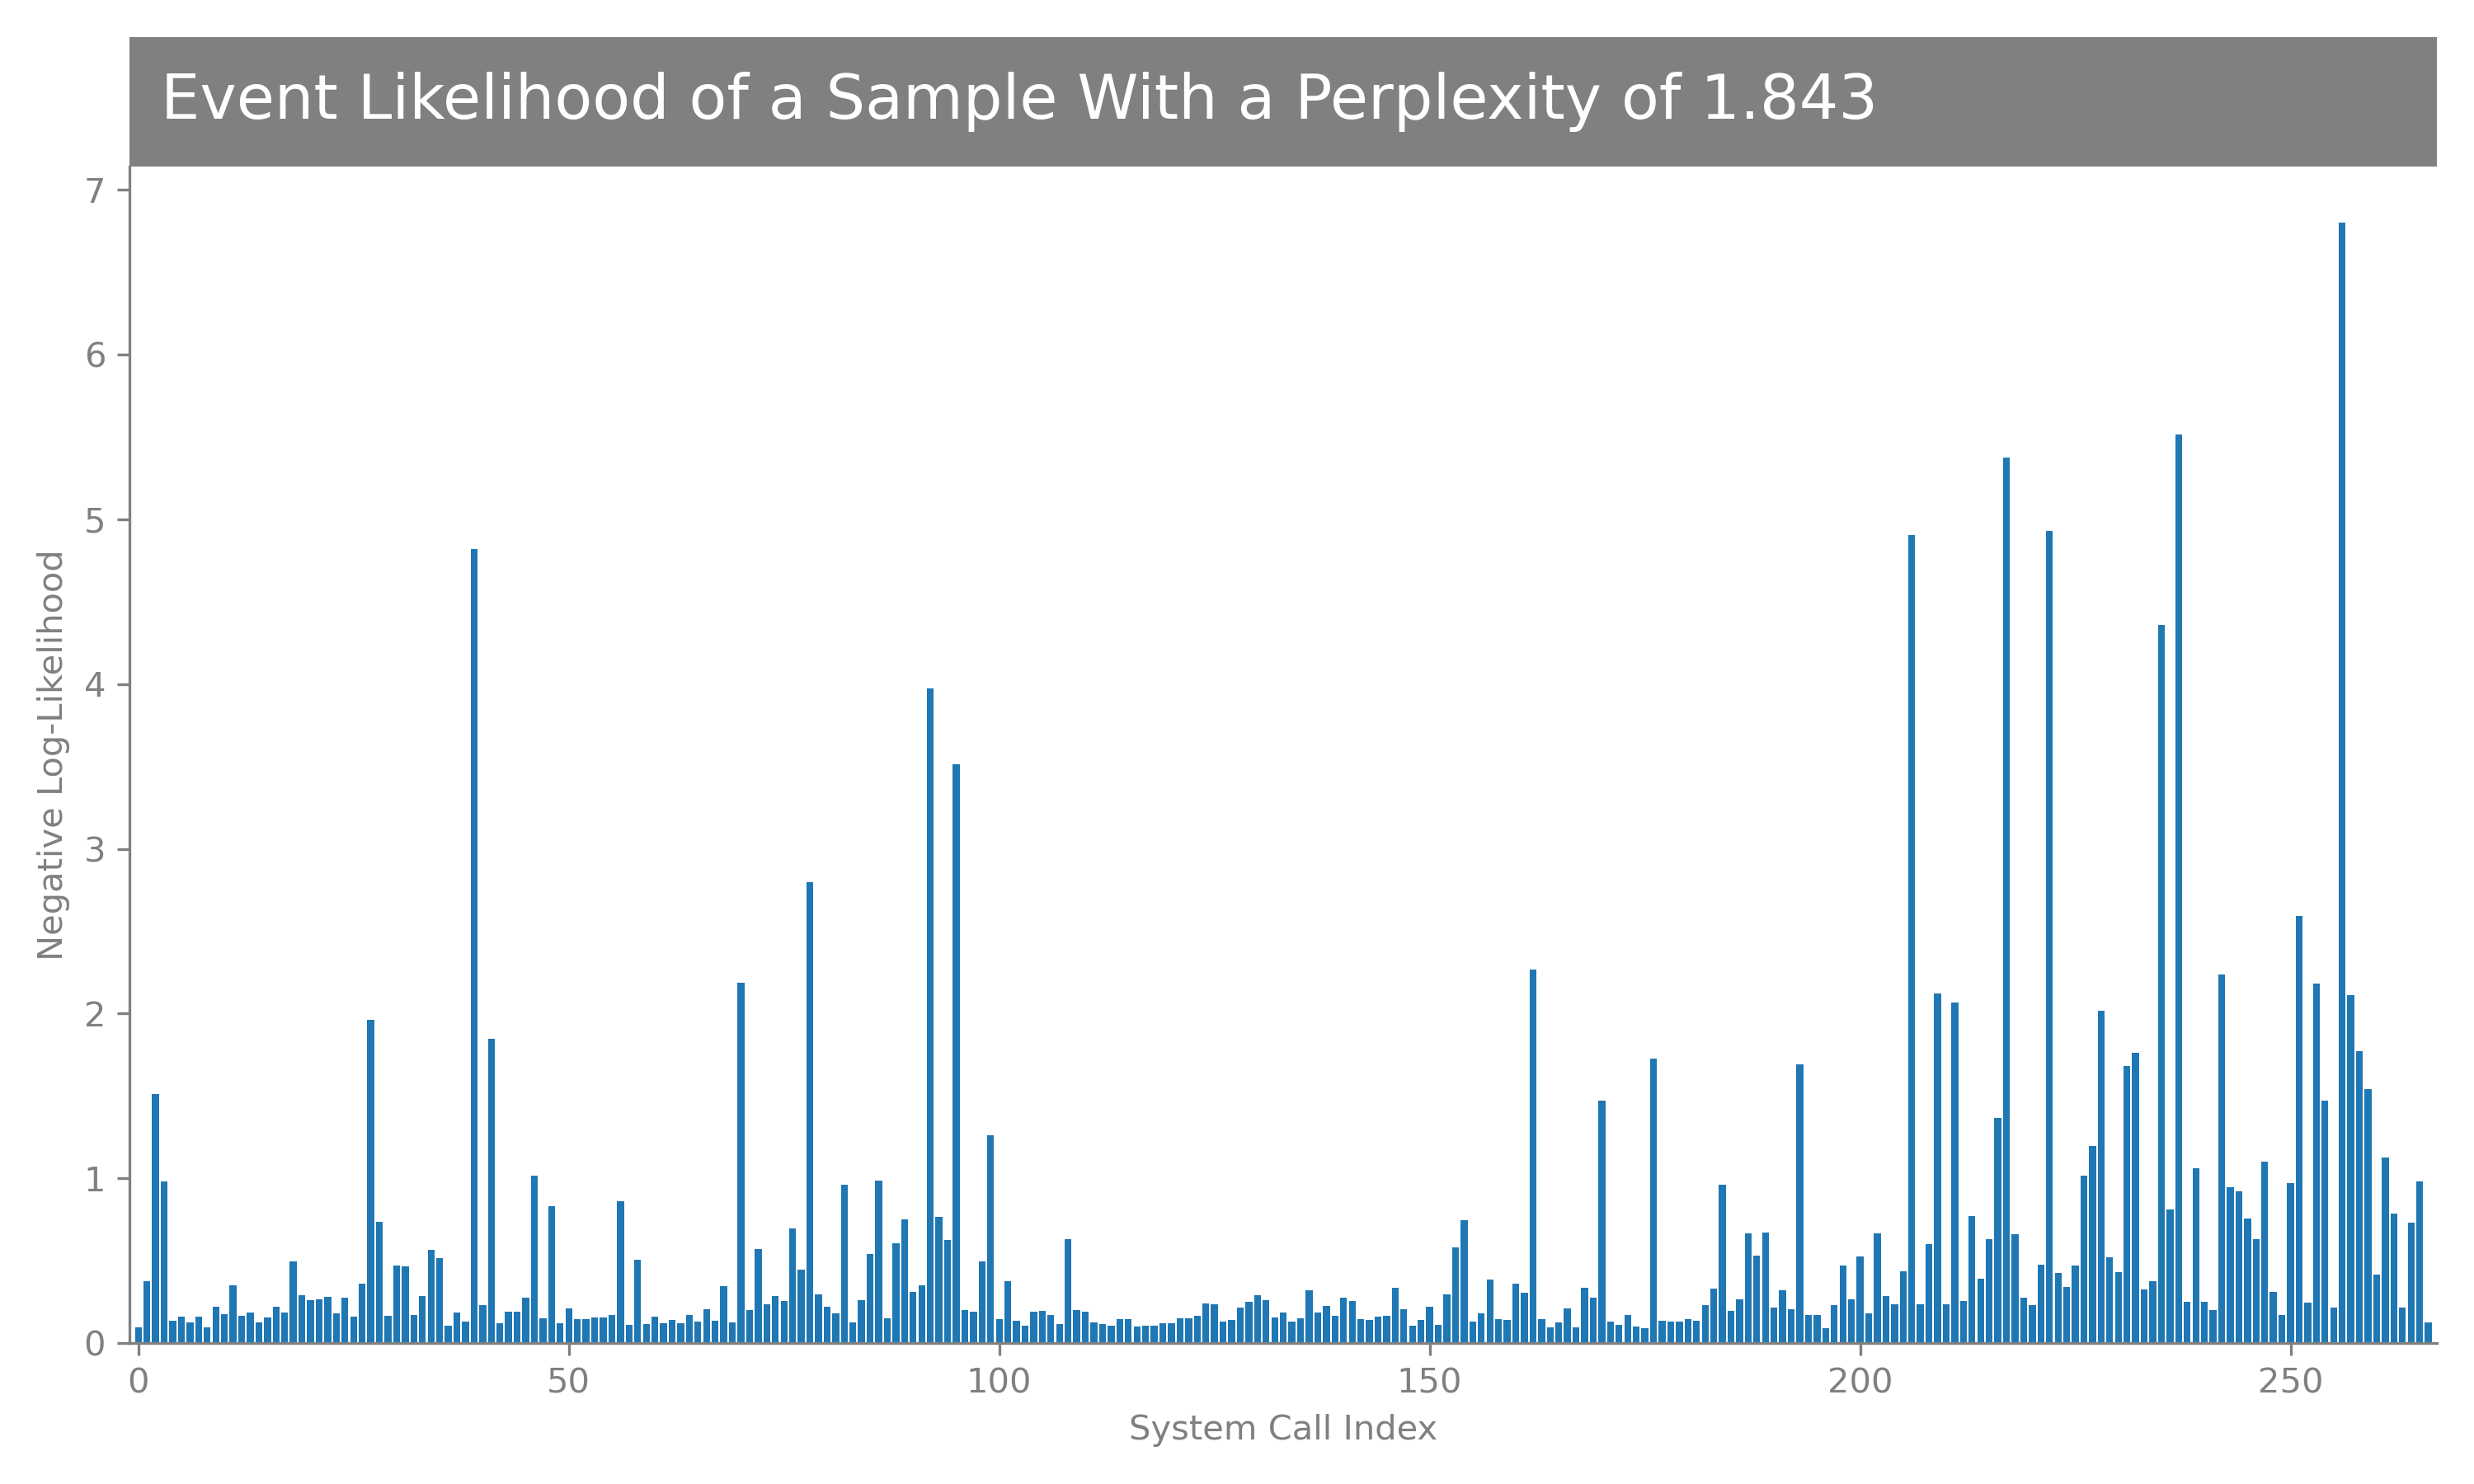 Event Likelihood of a Sample With a Perplexity of 1.843
7
6
5
4
3
2
1
0
Negative Log-Likelihood
0 50 100 150 200 250
System Call Index